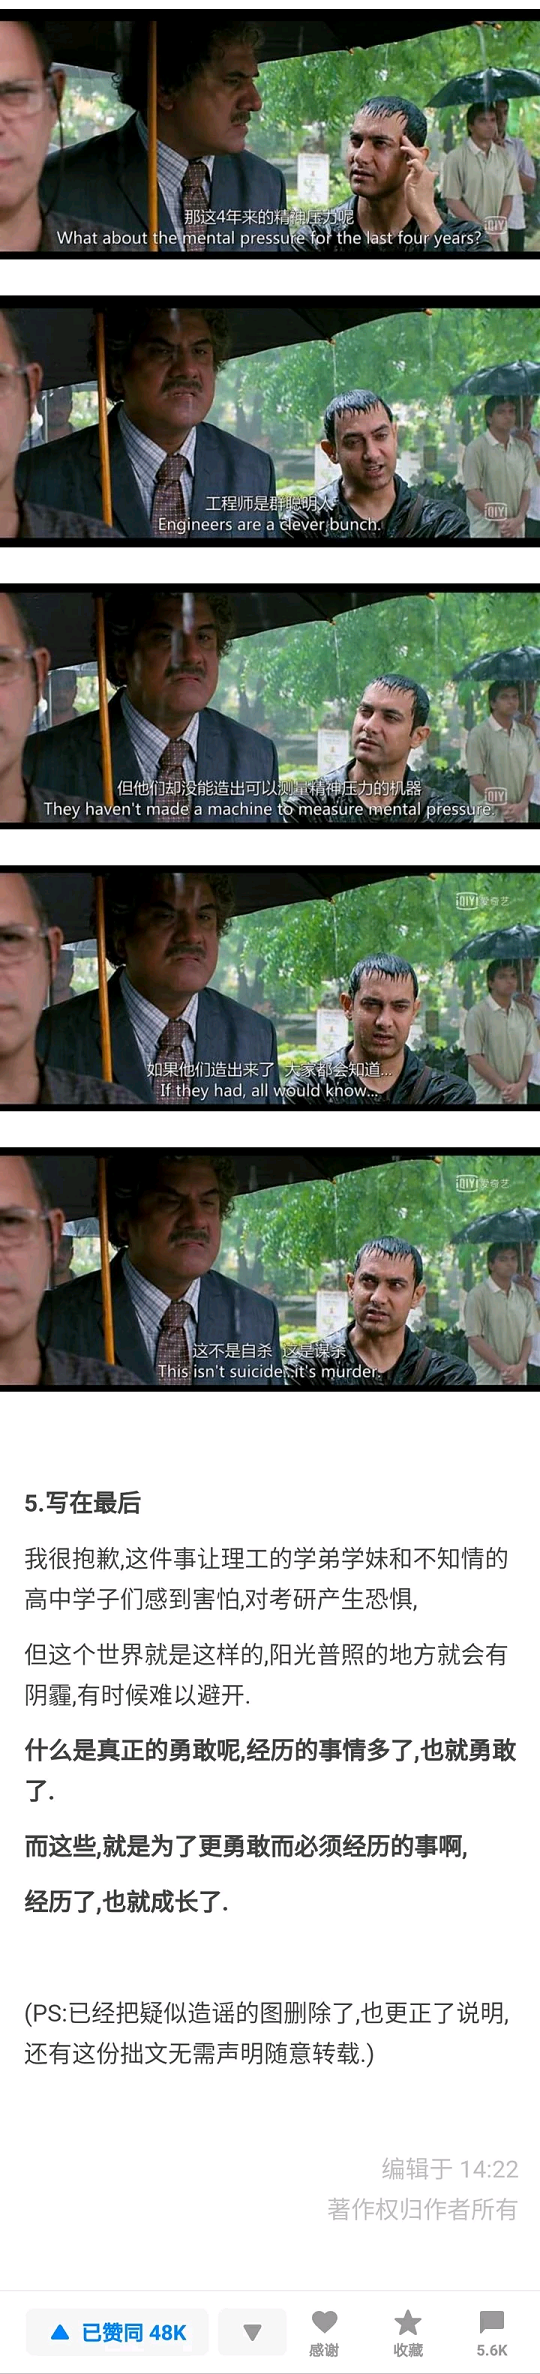 那这4年来的精神压力呢
What about the mental pressure for the last four years?
QIY
工程师是群聪明人
Engineers are a clever bunch.
QIY
但他们却没能造出可以测量精神压力的机器
They haven't made a machine to measure mental pressure.
QIY
QIY 爱奇艺
如果他们造出来了 大家都会知道...
If they had, all would know...
QIY 爱奇艺
这不是自杀 这是谋杀
This isn't suicide...it's murder.
5.写在最后
我很抱歉,这件事让理工的学弟学妹和不知情的
高中学子们感到害怕,对考研产生恐惧,
但这个世界就是这样的,阳光普照的地方就会有
阴霾,有时候难以避开.
什么是真正的勇敢呢,经历的事情多了,也就勇敢
了.
而这些,就是为了更勇敢而必须经历的事啊,
经历了,也就成长了.
(PS:已经把疑似造谣的图删除了,也更正了说明,
还有这份拙文无需声明随意转载.)
编辑于 14:22
著作权归作者所有
已赞同 48K
感谢
收藏
5.6K